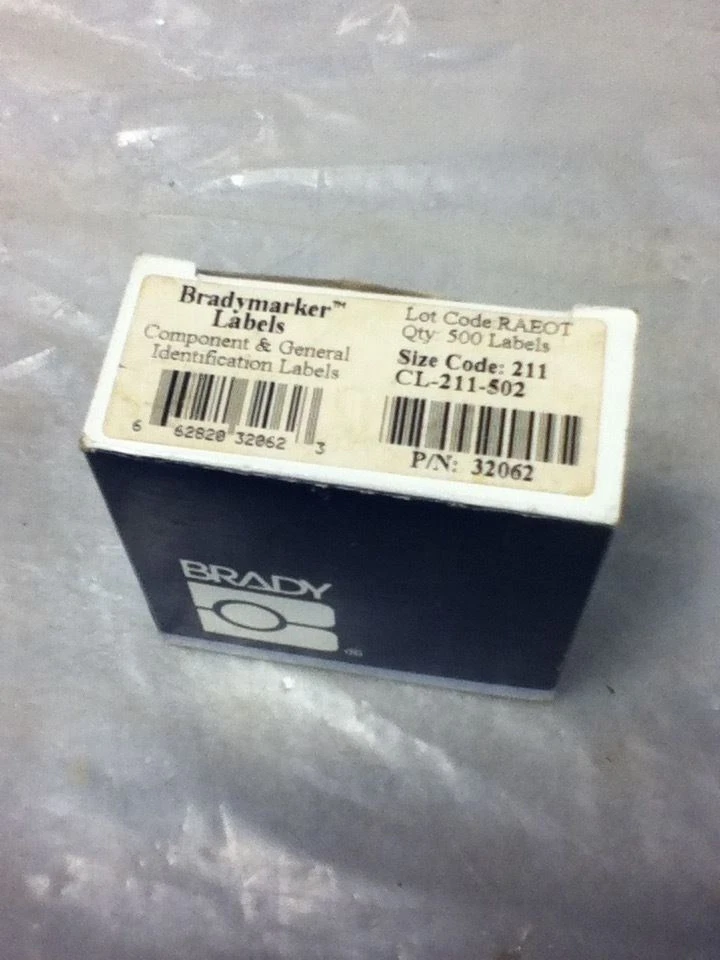 Bradymarker™
Labels
Component & General
Identification Labels
6 62820 32062 3
Lot Code RAEOT
Qty 500 Labels
Size Code: 211
CL-211-502
P/N: 32062
BRADY